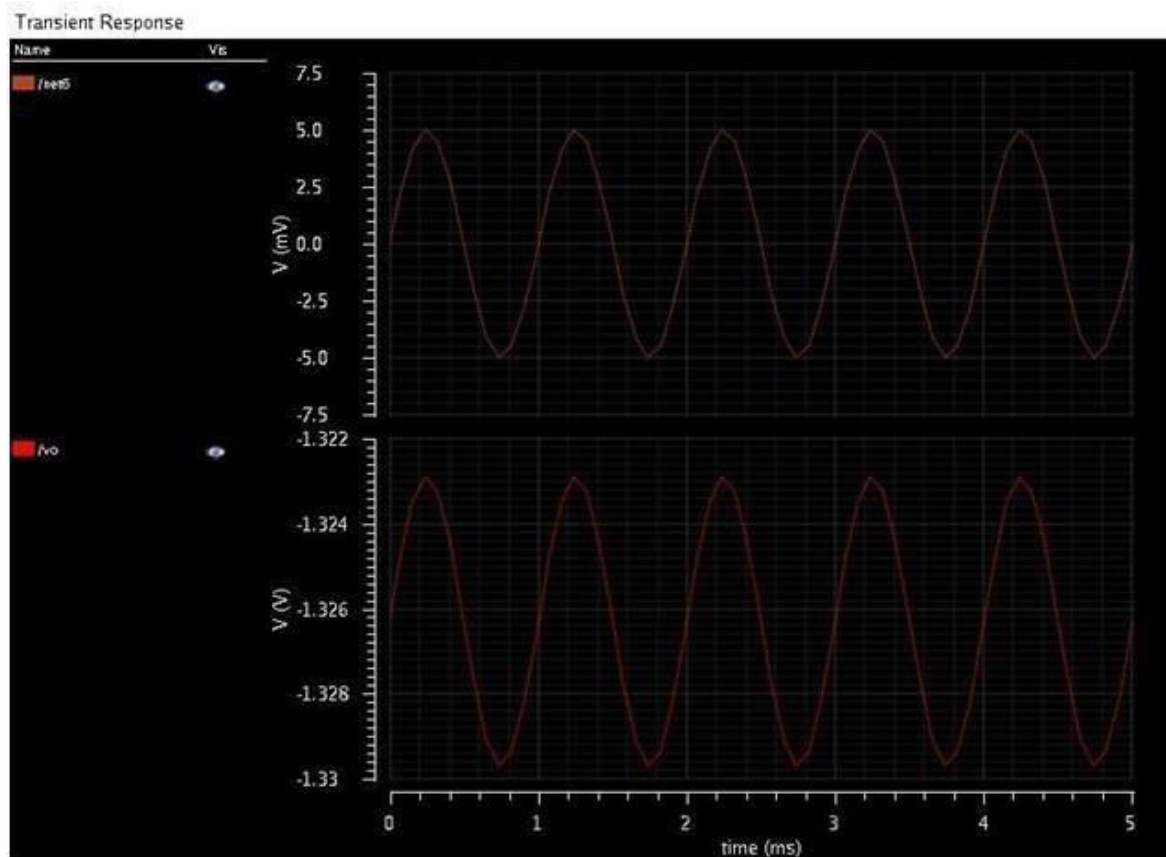 Transient Response
Name Vis
/net6
7.5
5.0
2.5
0.0
-2.5
-5.0
-7.5
V (mV)
/vo
-1.322
-1.324
-1.326
-1.328
-1.33
V (V)
0 1 2 3 4 5
time (ms)